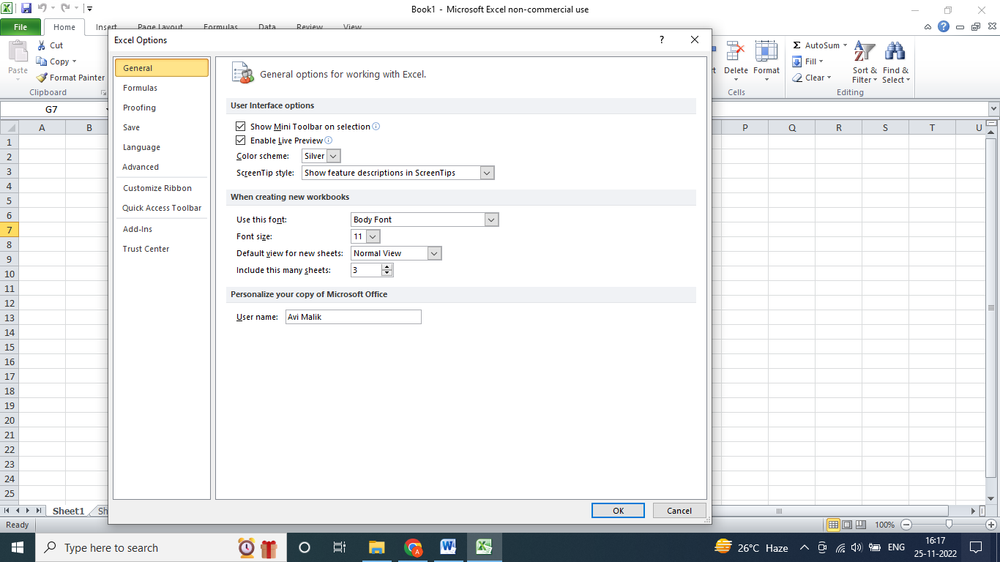 Book1 - Microsoft Excel non-commercial use
File Home Insert Page Layout Formulas Data Review View
Paste
Cut
Copy
Format Painter
Clipboard
Delete
Format
Cells
AutoSum
Fill
Clear
Sort & Filter
Find & Select
Editing
G7
A B P Q R S T U
1
2
3
4
5
6
7
8
9
10
11
12
13
14
15
16
17
18
19
20
21
22
23
24
25
Excel Options
?
General
Formulas
Proofing
Save
Language
Advanced
Customize Ribbon
Quick Access Toolbar
Add-Ins
Trust Center
General options for working with Excel.
User Interface options
Show Mini Toolbar on selection
Enable Live Preview
Color scheme: Silver
ScreenTip style: Show feature descriptions in ScreenTips
When creating new workbooks
Use this font: Body Font
Font size: 11
Default view for new sheets: Normal View
Include this many sheets: 3
Personalize your copy of Microsoft Office
User name: Avi Malik
OK Cancel
Sheet1 Sh
Ready
100%
Type here to search
26°C Haze
ENG
16:17
25-11-2022